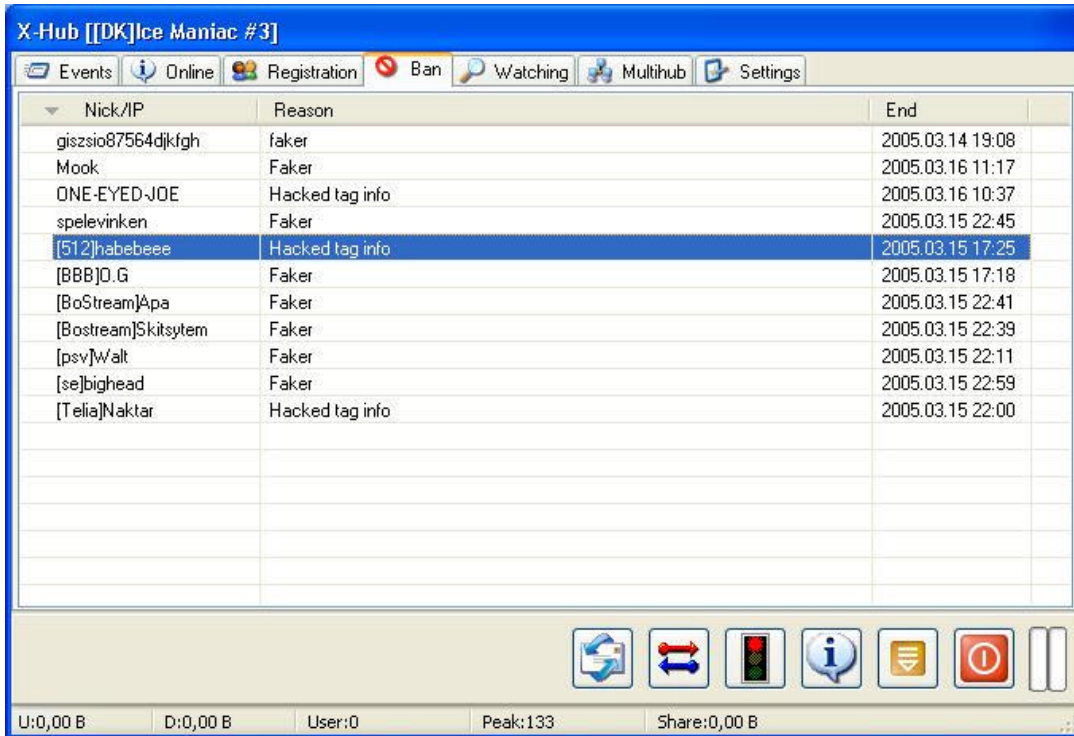 X-Hub [[DK]Ice Maniac #3]
Events Online Registration Ban Watching Multihub Settings
Nick/IP Reason End
giszsio87564djkfgh faker 2005.03.14 19:08
Mook Faker 2005.03.16 11:17
ONE-EYED-JOE Hacked tag info 2005.03.16 10:37
spelevinken Faker 2005.03.15 22:45
[512]habebeee Hacked tag info 2005.03.15 17:25
[BBB]O.G Faker 2005.03.15 17:18
[BoStream]Apa Faker 2005.03.15 22:41
[Bostream]Skitsytem Faker 2005.03.15 22:39
[psv]Walt Faker 2005.03.15 22:11
[se]bighead Faker 2005.03.15 22:59
[Telia]Naktar Hacked tag info 2005.03.15 22:00
U:0,00 B D:0,00 B User:0 Peak:133 Share:0,00 B